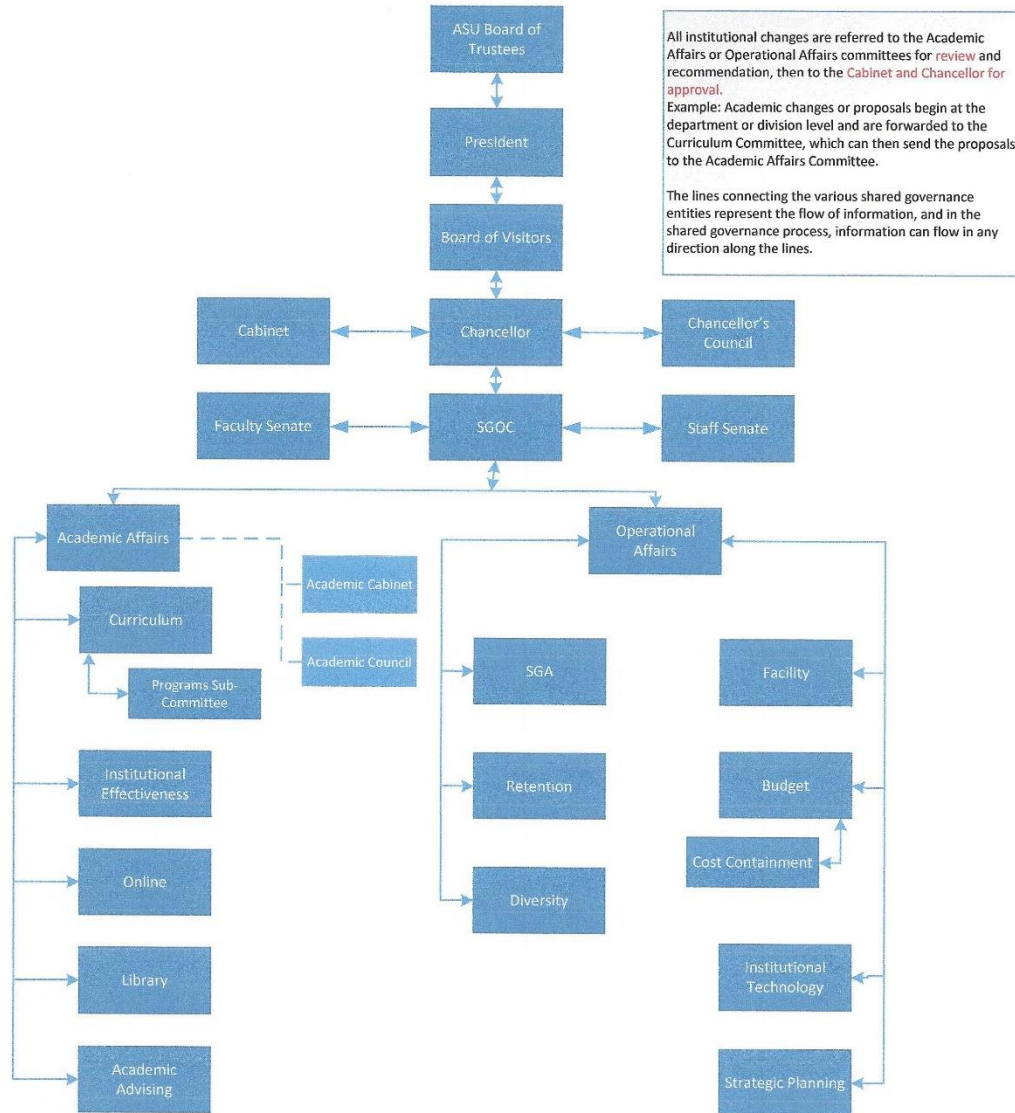 ASU Board of
Trustees
All institutional changes are referred to the Academic
Affairs or Operational Affairs committees for review and
recommendation, then to the Cabinet and Chancellor for
approval.
Example: Academic changes or proposals begin at the
department or division level and are forwarded to the
Curriculum Committee, which can then send the proposals
to the Academic Affairs Committee.
The lines connecting the various shared governance
entities represent the flow of information, and in the
shared governance process, information can flow in any
direction along the lines.
President
Board of Visitors
Cabinet
Chancellor
Chancellor's
Council
Faculty Senate
SGOC
Staff Senate
Academic Affairs
Operational
Affairs
Academic Cabinet
Curriculum
Academic Council
Programs Sub-
Committee
SGA
Facility
Institutional
Effectiveness
Retention
Budget
Cost Containment
Online
Diversity
Library
Institutional
Technology
Academic
Advising
Strategic Planning